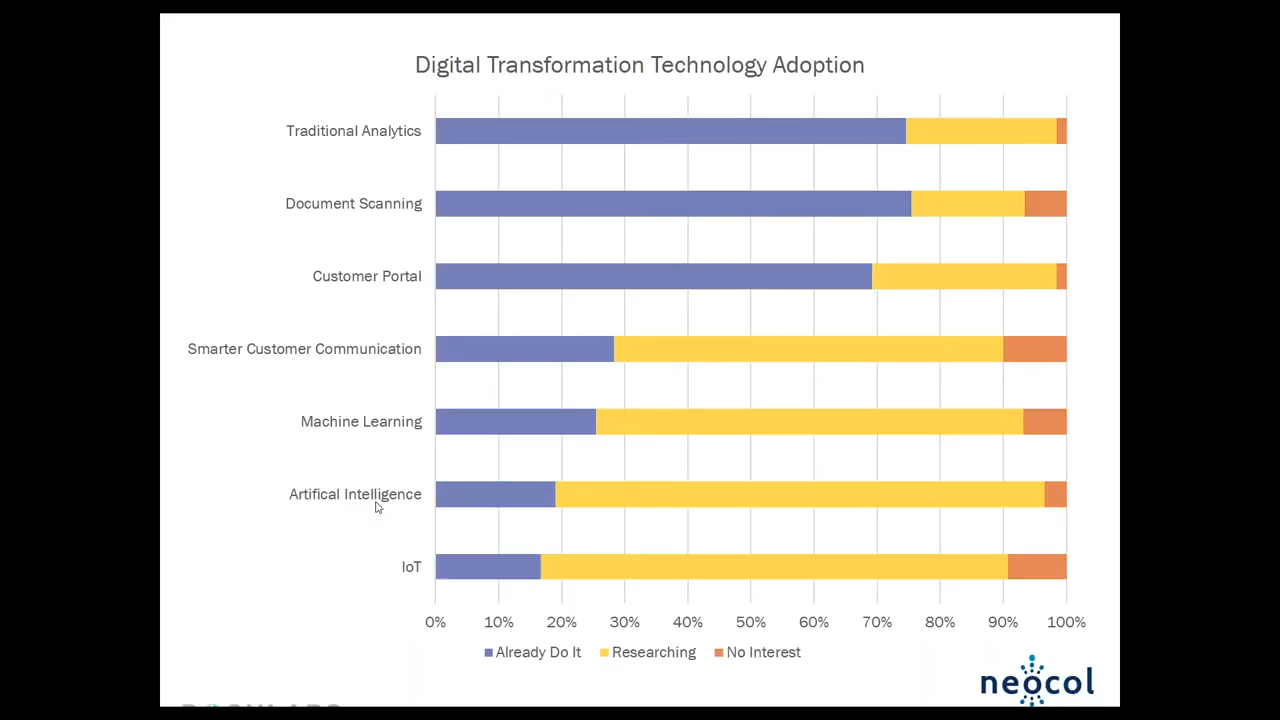 Digital Transformation Technology Adoption
Traditional Analytics
Document Scanning
Customer Portal
Smarter Customer Communication
Machine Learning
Artifical Intelligence
IoT
0% 10% 20% 30% 40% 50% 60% 70% 80% 90% 100%
Already Do It Researching No Interest
neocol